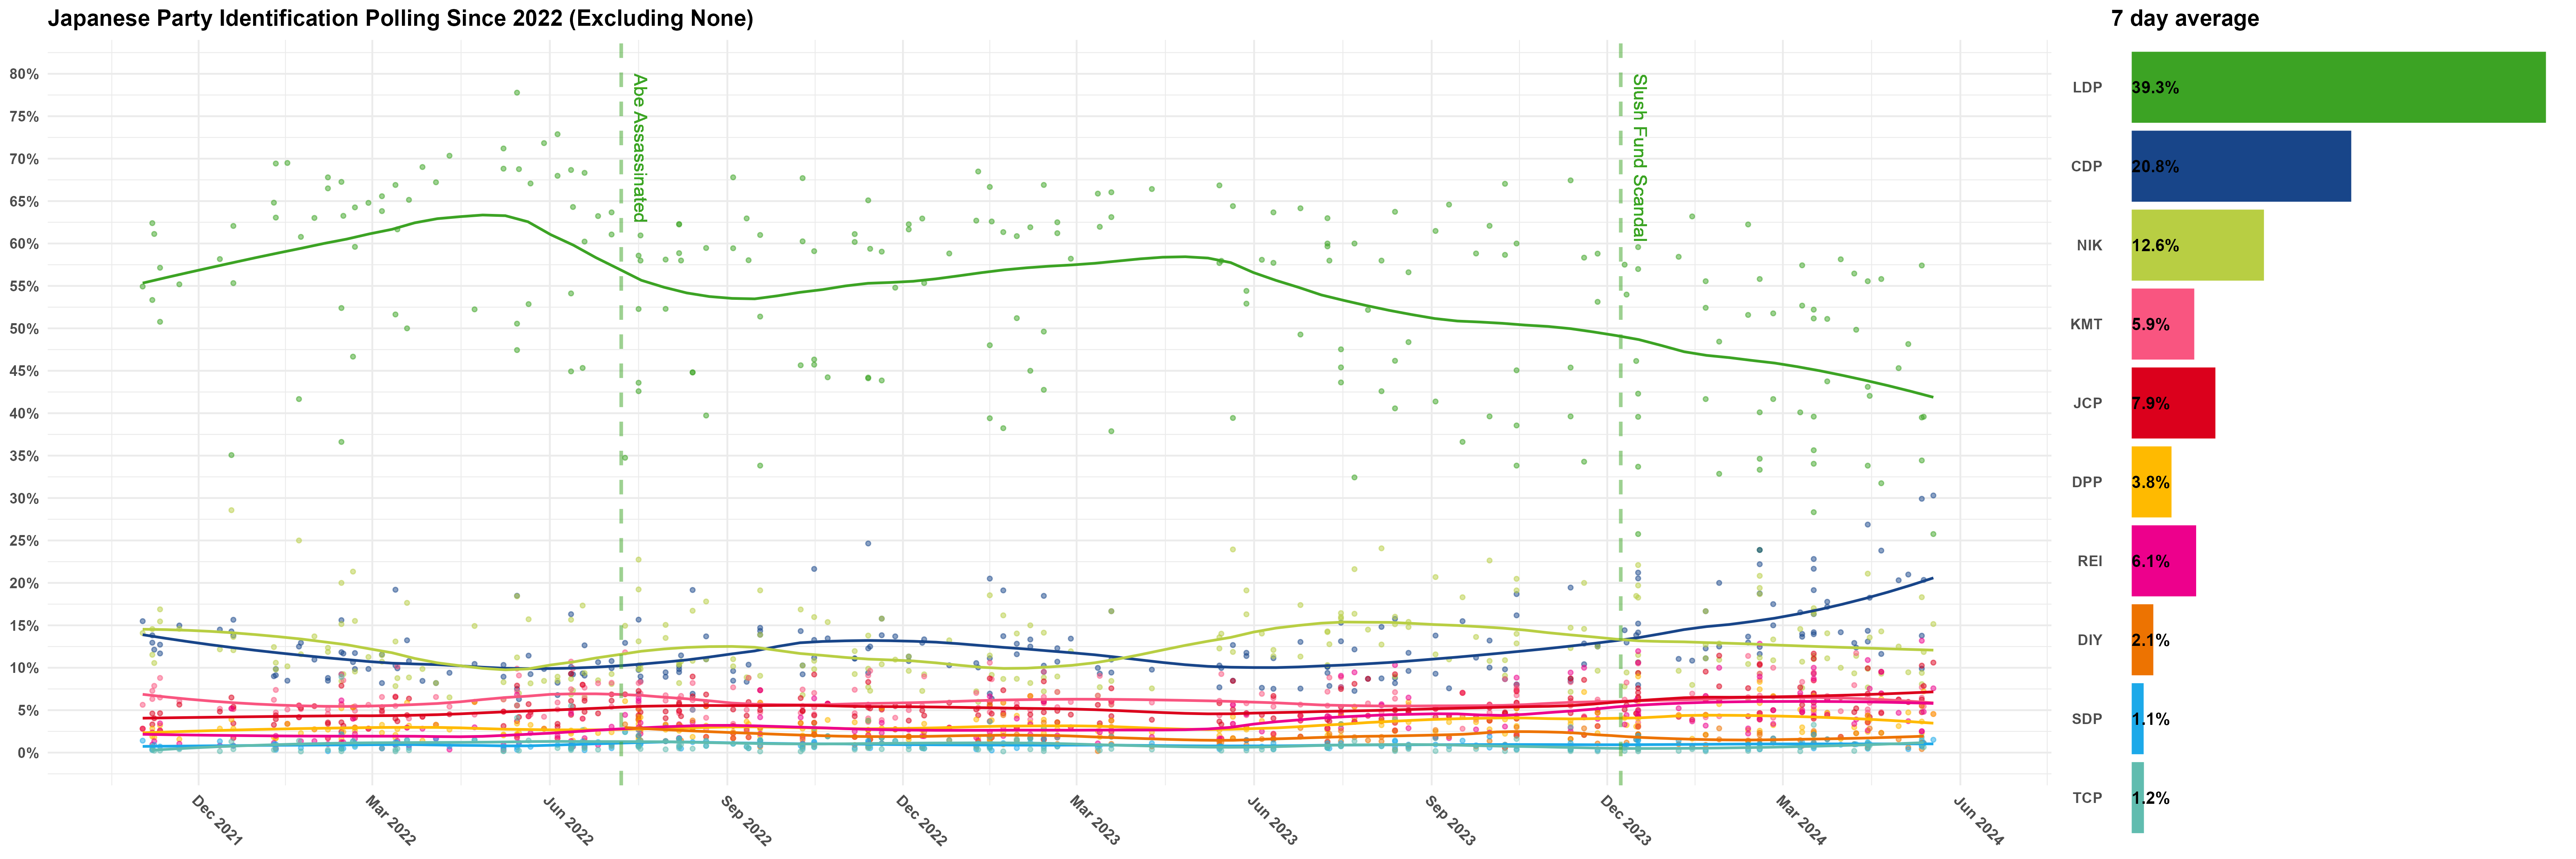 Japanese Party Identification Polling Since 2022 (Excluding None)
80%
75%
70%
65%
60%
55%
50%
45%
40%
35%
30%
25%
20%
15%
10%
5%
0%
Abe Assassinated
Slush Fund Scandal
Dec 2021
Mar 2022
Jun 2022
Sep 2022
Dec 2022
Mar 2023
Jun 2023
Sep 2023
Dec 2023
Mar 2024
Jun 2024
7 day average
LDP 39.3%
CDP 20.8%
NIK 12.6%
KMT 5.9%
JCP 7.9%
DPP 3.8%
REI 6.1%
DIY 2.1%
SDP 1.1%
TCP 1.2%